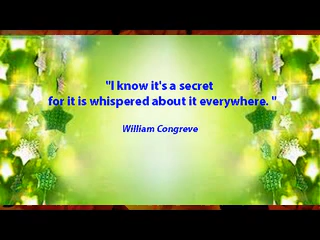 "I know it's a secret
for it is whispered about it everywhere. "
William Congreve